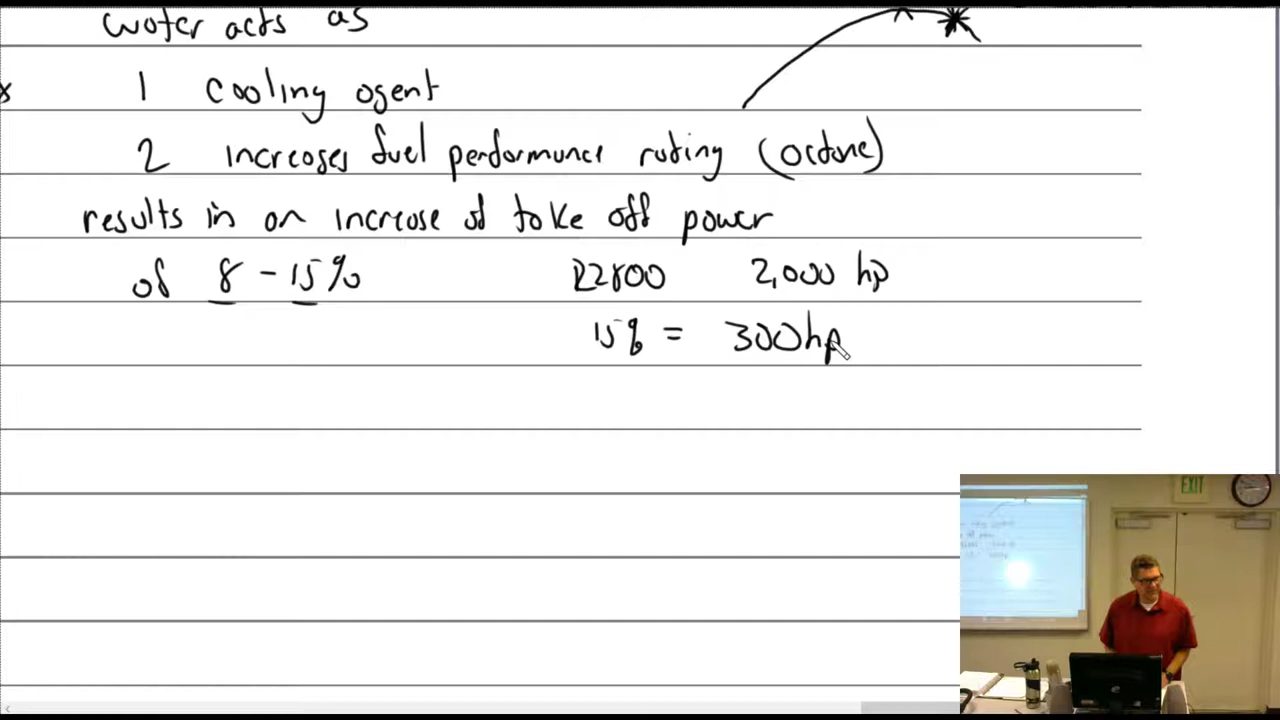 water acts as
1 cooling agent
2 increases fuel performance rating (octane)
results in an increase of take off power
of 8 - 15% R2800 2,000 hp
15% = 300hp
EXIT